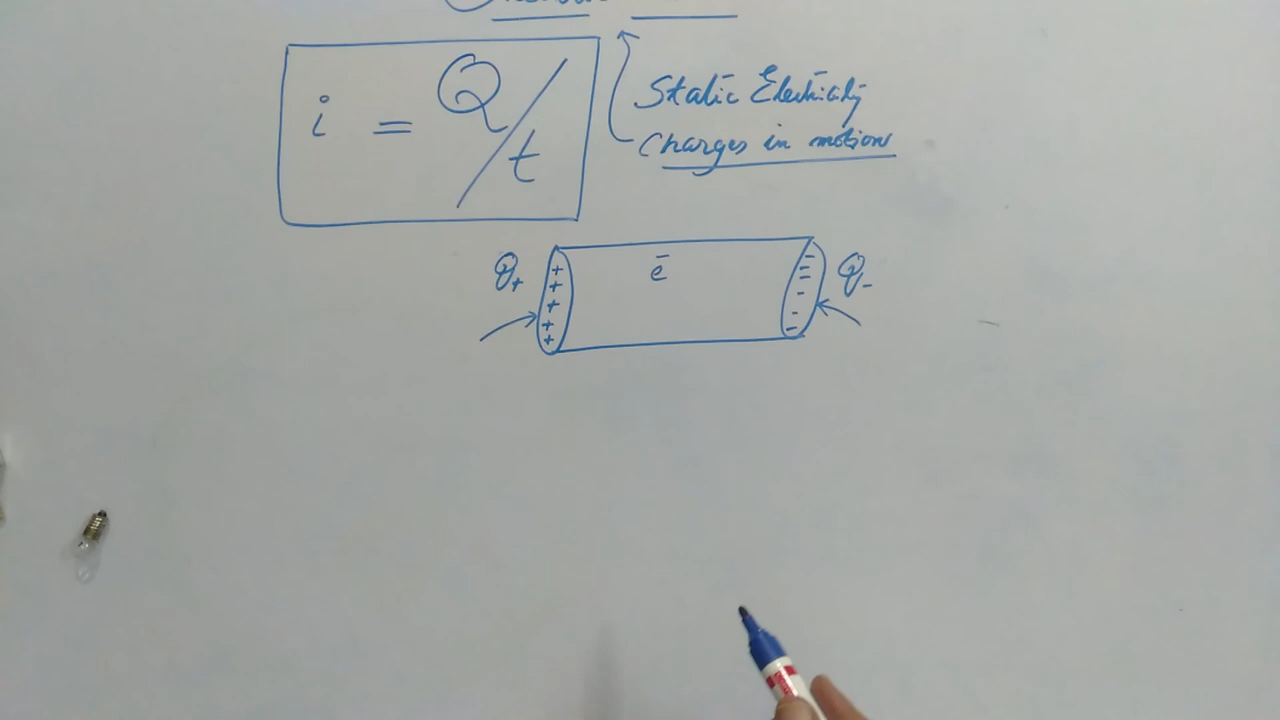 i = Q/t
Static Electricity
Charges in motion
Q+ + + + + + e- - - - - - Q-